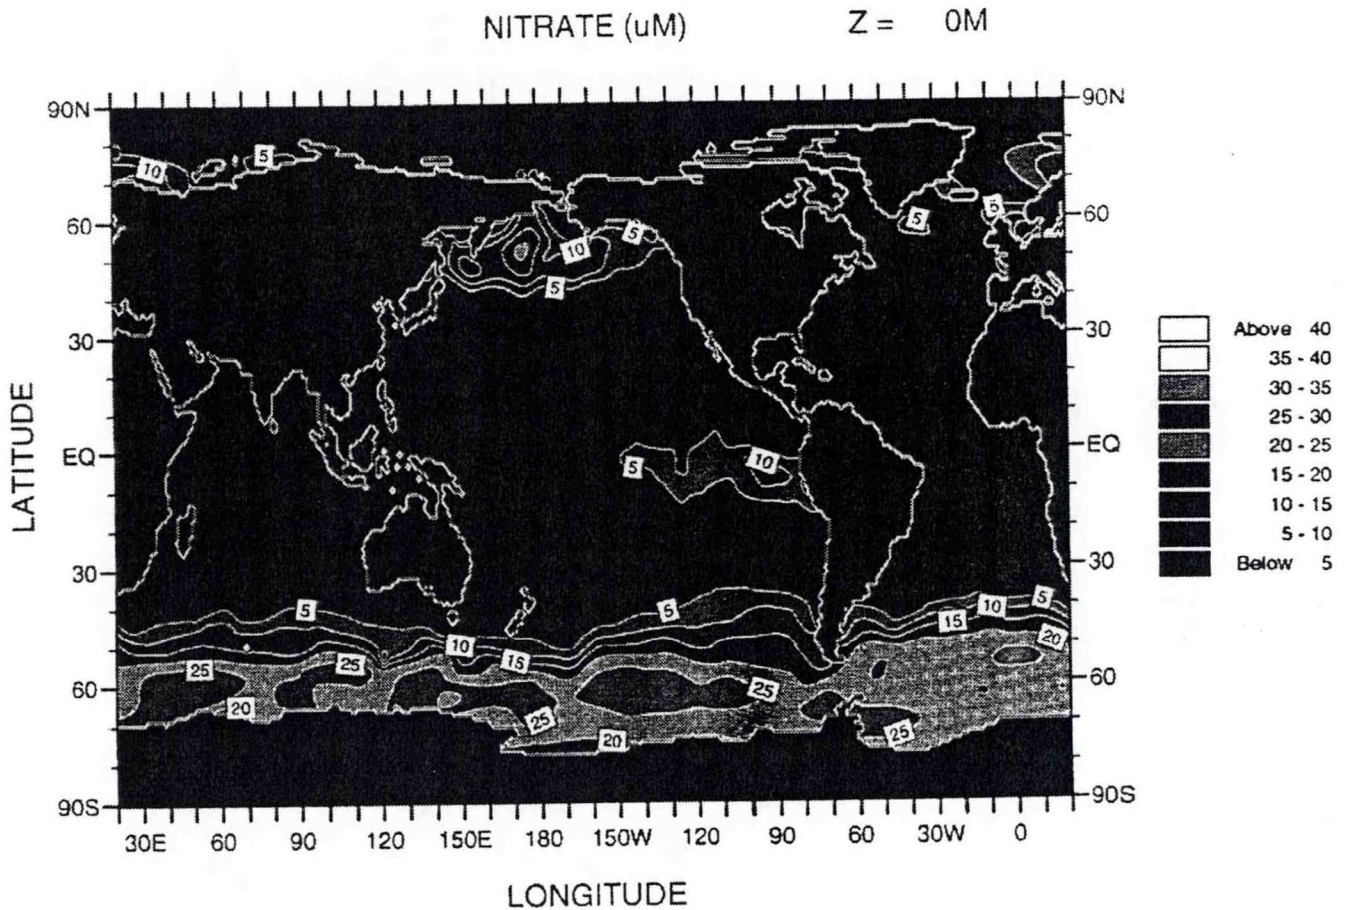 NITRATE (uM) Z = 0M
90N 90N
10 5
60 5 5 5 60
10
5
30 30
Above 40
35 - 40
30 - 35
25 - 30
20 - 25
15 - 20
10 - 15
5 - 10
Below 5
LATITUDE
EQ EQ
5 10
30 30
5 5 10 5
10 15 15 20
25 25 25
60 60
20 25 20 25
90S 90S
30E 60 90 120 150E 180 150W 120 90 60 30W 0
LONGITUDE